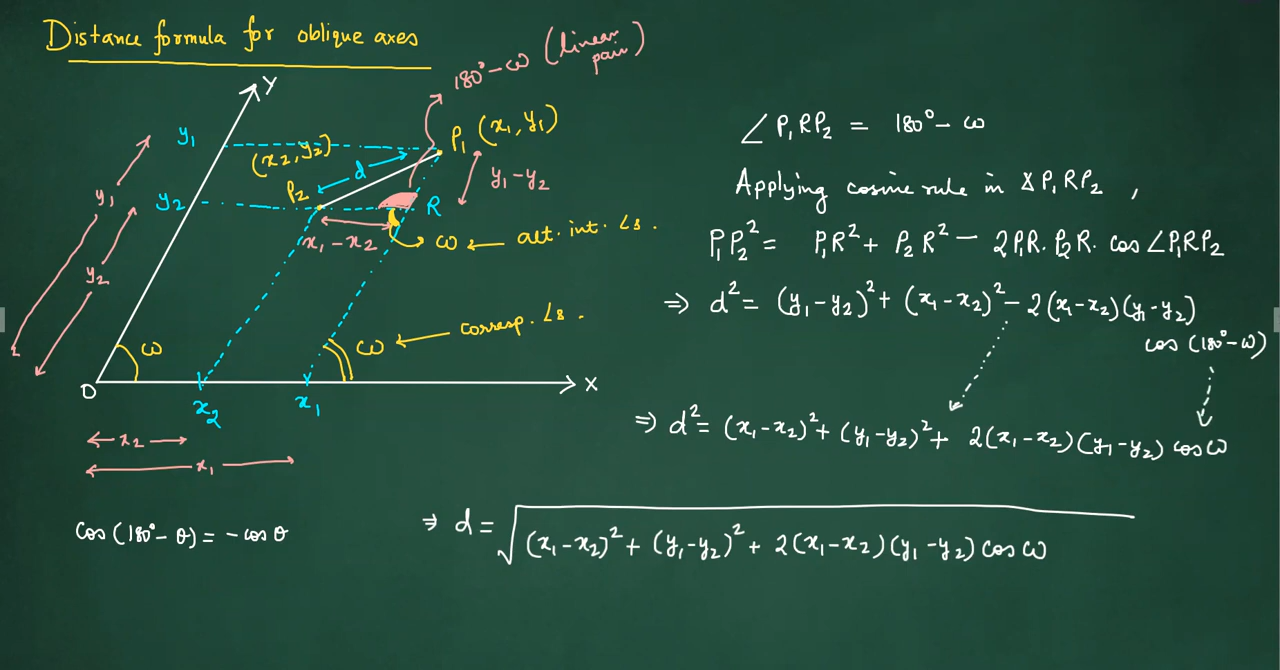 Distance formula for oblique axes
180° - ω (linear pair)
Y
y₁
(x₂, y₂)
P₁ (x₁, y₁)
d
P₂
y₁ - y₂
y₁
y₂
R
x₁ - x₂
ω ← alt. int. ∠s.
y₂
ω
ω ← corresp. ∠s.
O
X
x₂
x₁
x₂
x₁
cos(180° - θ) = -cos θ
∠P₁RP₂ = 180° - ω
Applying cosine rule in Δ P₁RP₂,
P₁P₂² = P₁R² + P₂R² - 2P₁R. P₂R. cos ∠P₁RP₂
⇒ d² = (y₁ - y₂)² + (x₁ - x₂)² - 2(x₁ - x₂)(y₁ - y₂)
cos (180° - ω)
⇒ d² = (x₁ - x₂)² + (y₁ - y₂)² + 2(x₁ - x₂)(y₁ - y₂) cos ω
⇒ d = √((x₁ - x₂)² + (y₁ - y₂)² + 2(x₁ - x₂)(y₁ - y₂) cos ω)